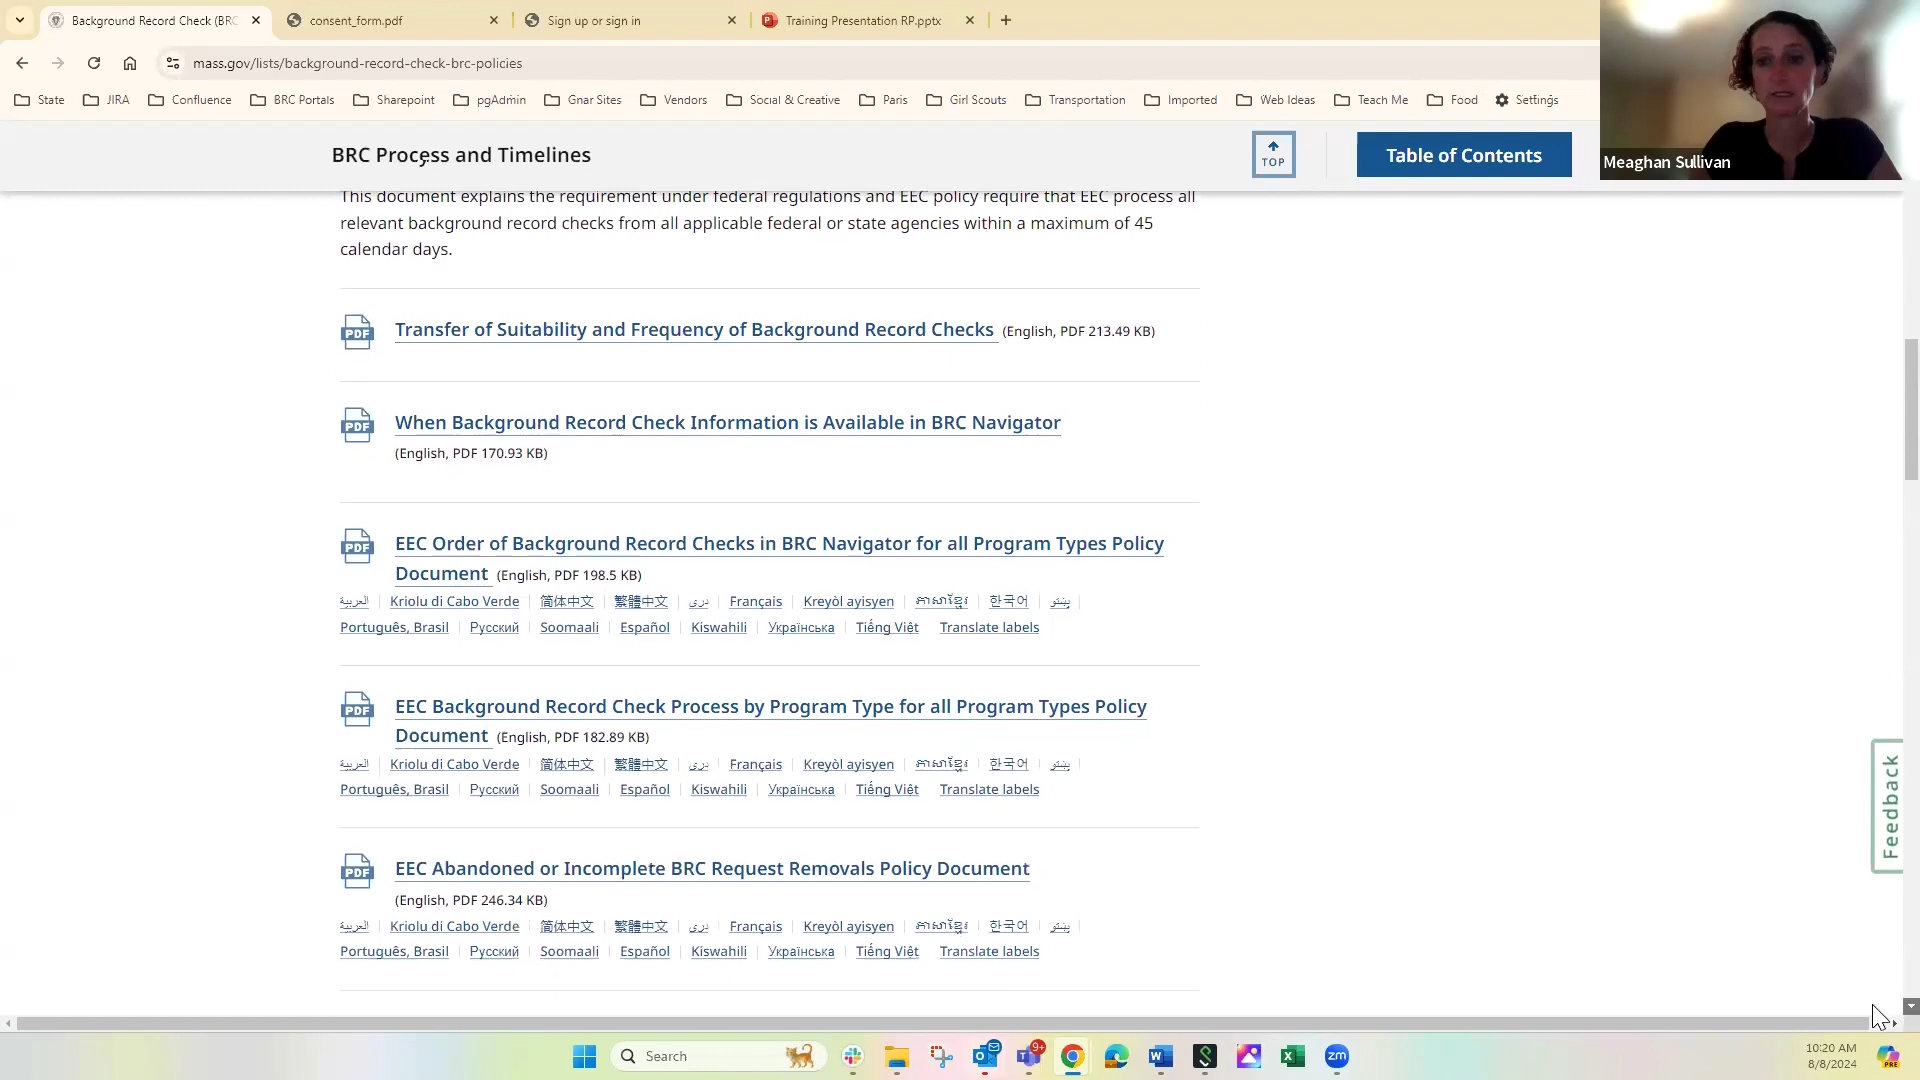 Background Record Check (BRC
consent_form.pdf
Sign up or sign in
Training Presentation RP.pptx
mass.gov/lists/background-record-check-brc-policies
State
JIRA
Confluence
BRC Portals
Sharepoint
pgAdmin
Gnar Sites
Vendors
Social & Creative
Paris
Girl Scouts
Transportation
Imported
Web Ideas
Teach Me
Food
Settings
Meaghan Sullivan
BRC Process and Timelines
TOP
Table of Contents
This document explains the requirement under federal regulations and EEC policy require that EEC process all
relevant background record checks from all applicable federal or state agencies within a maximum of 45
calendar days.
PDF
Transfer of Suitability and Frequency of Background Record Checks (English, PDF 213.49 KB)
PDF
When Background Record Check Information is Available in BRC Navigator
(English, PDF 170.93 KB)
PDF
EEC Order of Background Record Checks in BRC Navigator for all Program Types Policy
Document (English, PDF 198.5 KB)
العربية | Kriolu di Cabo Verde | 简体中文 | 繁體中文 | دری | Français | Kreyòl ayisyen | ភាសាខ្មែរ | 한국어 | پښتو |
Português, Brasil | Русский | Soomaali | Español | Kiswahili | Українська | Tiếng Việt Translate labels
PDF
EEC Background Record Check Process by Program Type for all Program Types Policy
Document (English, PDF 182.89 KB)
العربية | Kriolu di Cabo Verde | 简体中文 | 繁體中文 | دری | Français | Kreyòl ayisyen | ភាសាខ្មែរ | 한국어 | پښتو |
Português, Brasil | Русский | Soomaali | Español | Kiswahili | Українська | Tiếng Việt Translate labels
PDF
EEC Abandoned or Incomplete BRC Request Removals Policy Document
(English, PDF 246.34 KB)
العربية | Kriolu di Cabo Verde | 简体中文 | 繁體中文 | دری | Français | Kreyòl ayisyen | ភាសាខ្មែរ | 한국어 | پښتو |
Português, Brasil | Русский | Soomaali | Español | Kiswahili | Українська | Tiếng Việt Translate labels
Feedback
Search
9+
zm
10:20 AM
8/8/2024
PRE